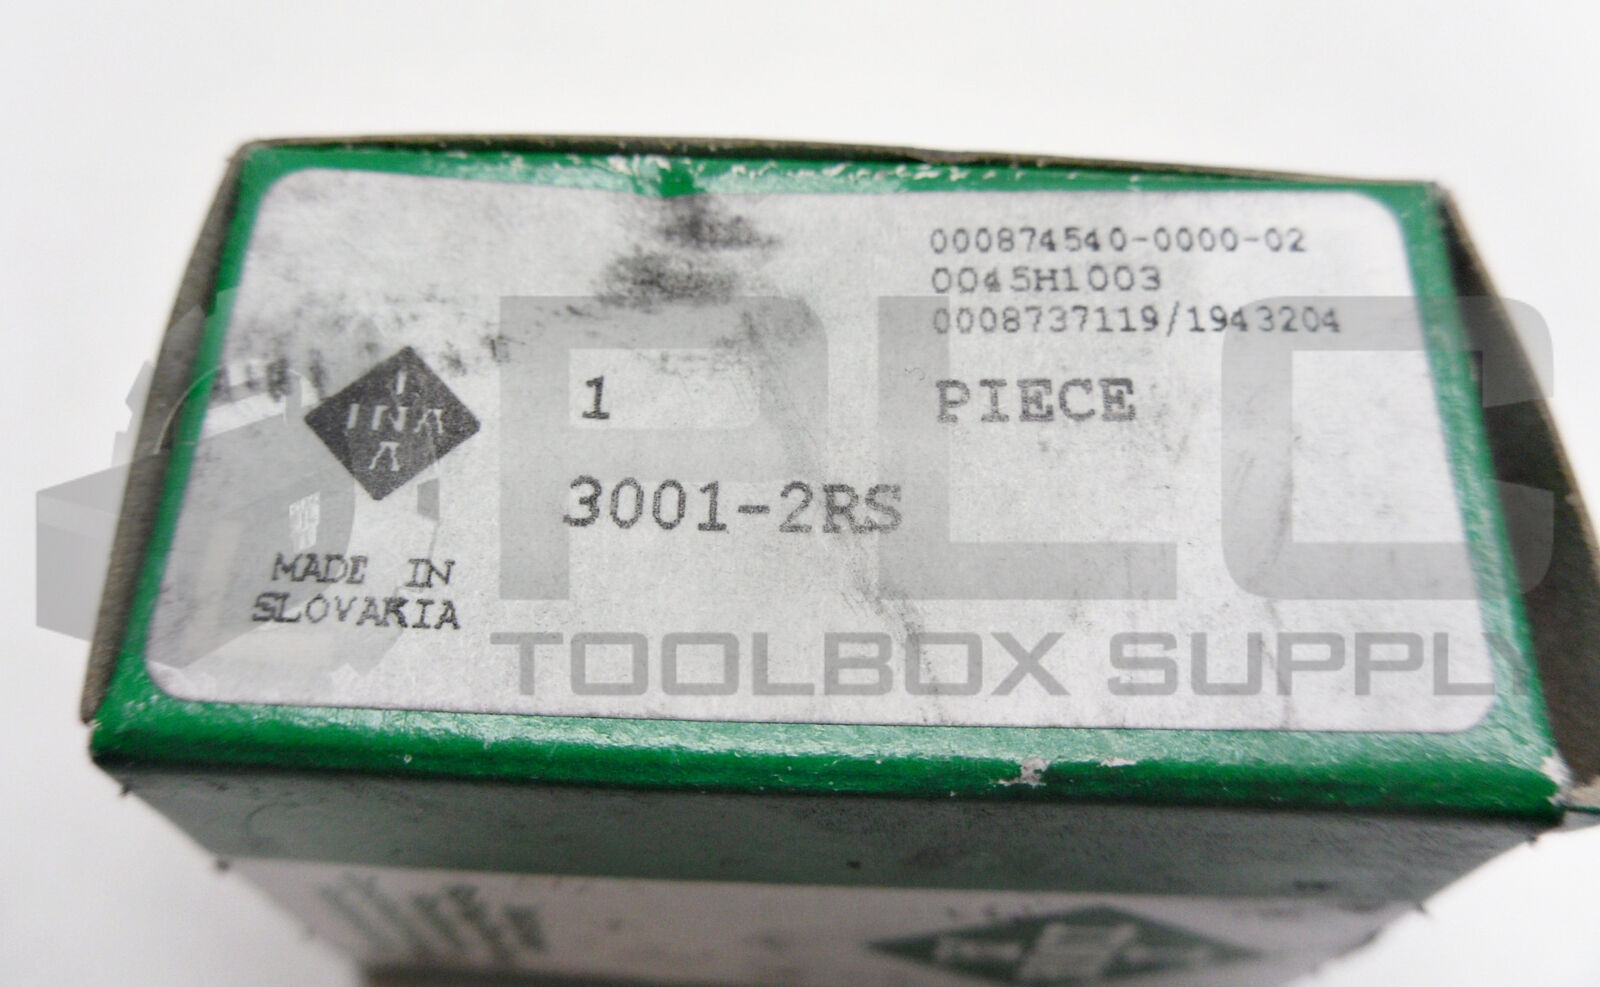 000874540-0000-02
0045H1003
0008737119/1943204
I
INA
A
1 PIECE
3001-2RS
MADE IN
SLOVAKIA
PLC
TOOLBOX SUPPLY